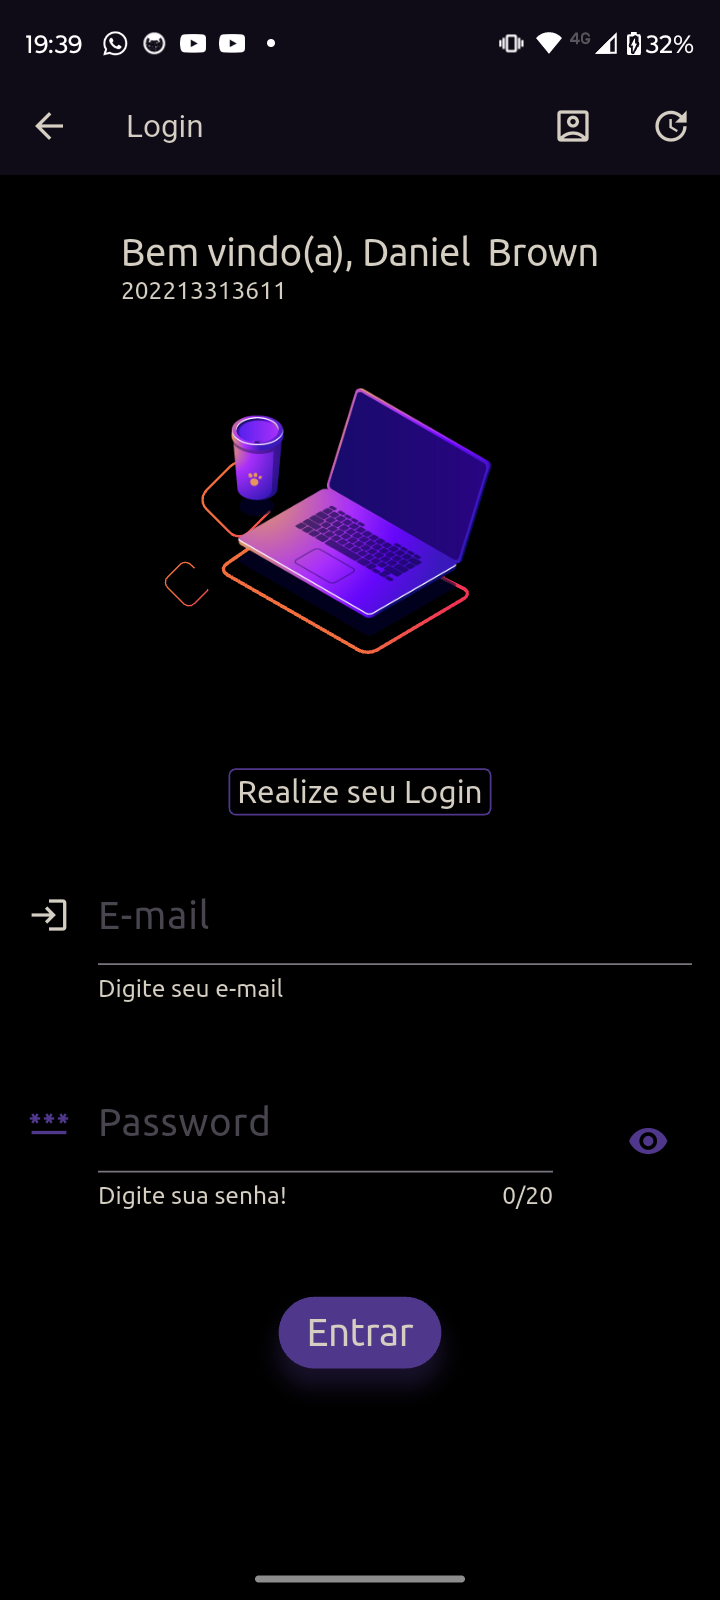 19:39 4G 32%
Login
Bem vindo(a), Daniel  Brown
202213313611
Realize seu Login
E-mail
Digite seu e-mail
***
Password
Digite sua senha! 0/20
Entrar